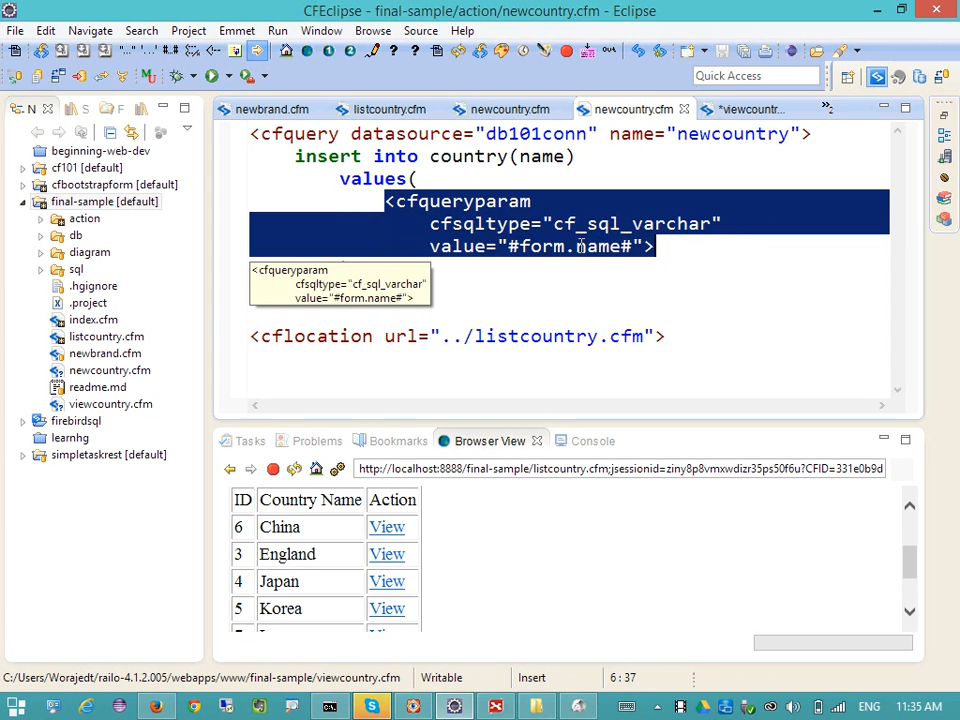 CFEclipse - final-sample/action/newcountry.cfm - Eclipse
File Edit Navigate Search Project Emmet Run Window Browse Source Help
Quick Access
N S F
newbrand.cfm listcountry.cfm newcountry.cfm newcountry.cfm *viewcountr...
beginning-web-dev
cf101 [default]
cfbootstrapform [default]
final-sample [default]
action
db
diagram
sql
.hgignore
.project
index.cfm
listcountry.cfm
newbrand.cfm
newcountry.cfm
readme.md
viewcountry.cfm
firebirdsql
learnhg
simpletaskrest [default]
<cfquery datasource="db101conn" name="newcountry">
insert into country(name)
values(
<cfqueryparam
cfsqltype="cf_sql_varchar"
value="#form.name#">
<cfqueryparam
cfsqltype="cf_sql_varchar"
value="#form.name#">
<cflocation url="../listcountry.cfm">
Tasks Problems Bookmarks Browser View Console
http://localhost:8888/final-sample/listcountry.cfm;jsessionid=ziny8p8vmxwdizr35ps50f6u?CFID=331e0b9d
ID Country Name Action
6 China View
3 England View
4 Japan View
5 Korea View
C:/Users/Worajedt/railo-4.1.2.005/webapps/www/final-sample/viewcountry.cfm Writable Insert 6 : 37
ENG 11:35 AM